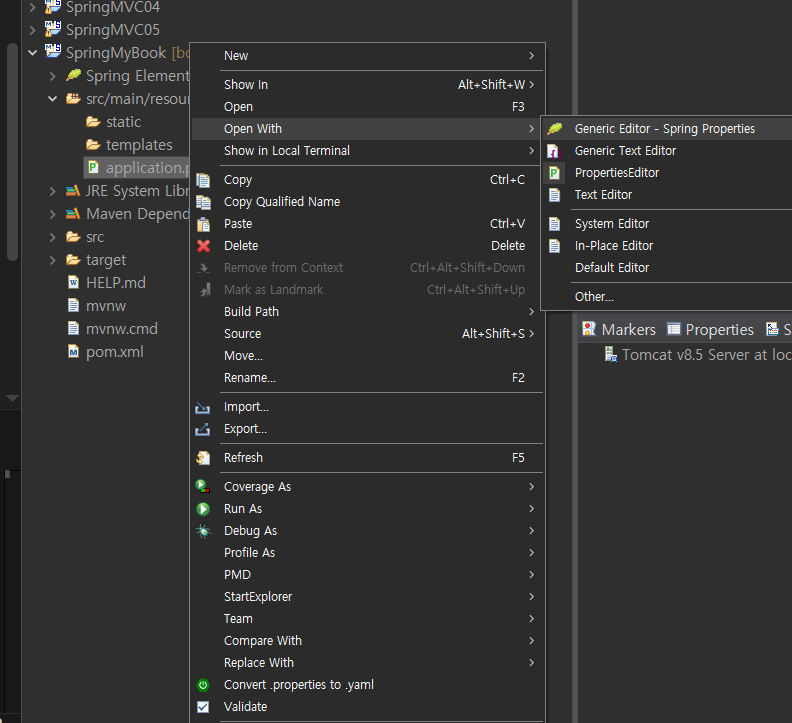 SpringMVC04
SpringMVC05
SpringMyBook [bo
Spring Element
src/main/resour
static
templates
application.p
JRE System Libr
Maven Depend
src
target
HELP.md
mvnw
mvnw.cmd
pom.xml
New
Show In Alt+Shift+W
Open F3
Open With
Show in Local Terminal
Copy Ctrl+C
Copy Qualified Name
Paste Ctrl+V
Delete Delete
Remove from Context Ctrl+Alt+Shift+Down
Mark as Landmark Ctrl+Alt+Shift+Up
Build Path
Source Alt+Shift+S
Move...
Rename... F2
Import...
Export...
Refresh F5
Coverage As
Run As
Debug As
Profile As
PMD
StartExplorer
Team
Compare With
Replace With
Convert .properties to .yaml
Validate
Generic Editor - Spring Properties
Generic Text Editor
PropertiesEditor
Text Editor
System Editor
In-Place Editor
Default Editor
Other...
Markers Properties S
Tomcat v8.5 Server at loc